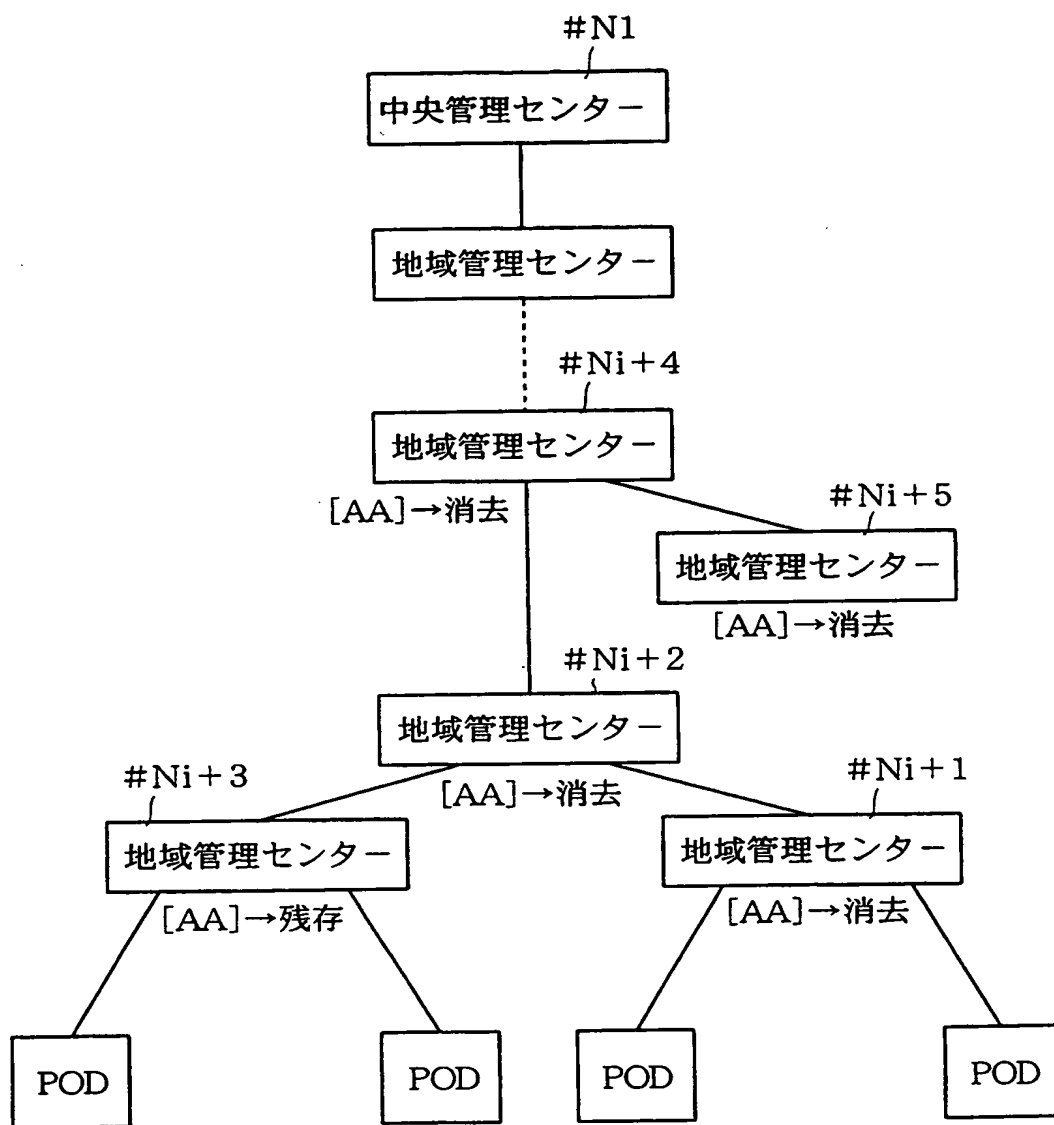 #N1
中央管理センター
地域管理センター
#Ni+4
地域管理センター
[AA]→消去
#Ni+5
地域管理センター
[AA]→消去
#Ni+2
地域管理センター
[AA]→消去
#Ni+3
地域管理センター
[AA]→残存
#Ni+1
地域管理センター
[AA]→消去
POD
POD
POD
POD